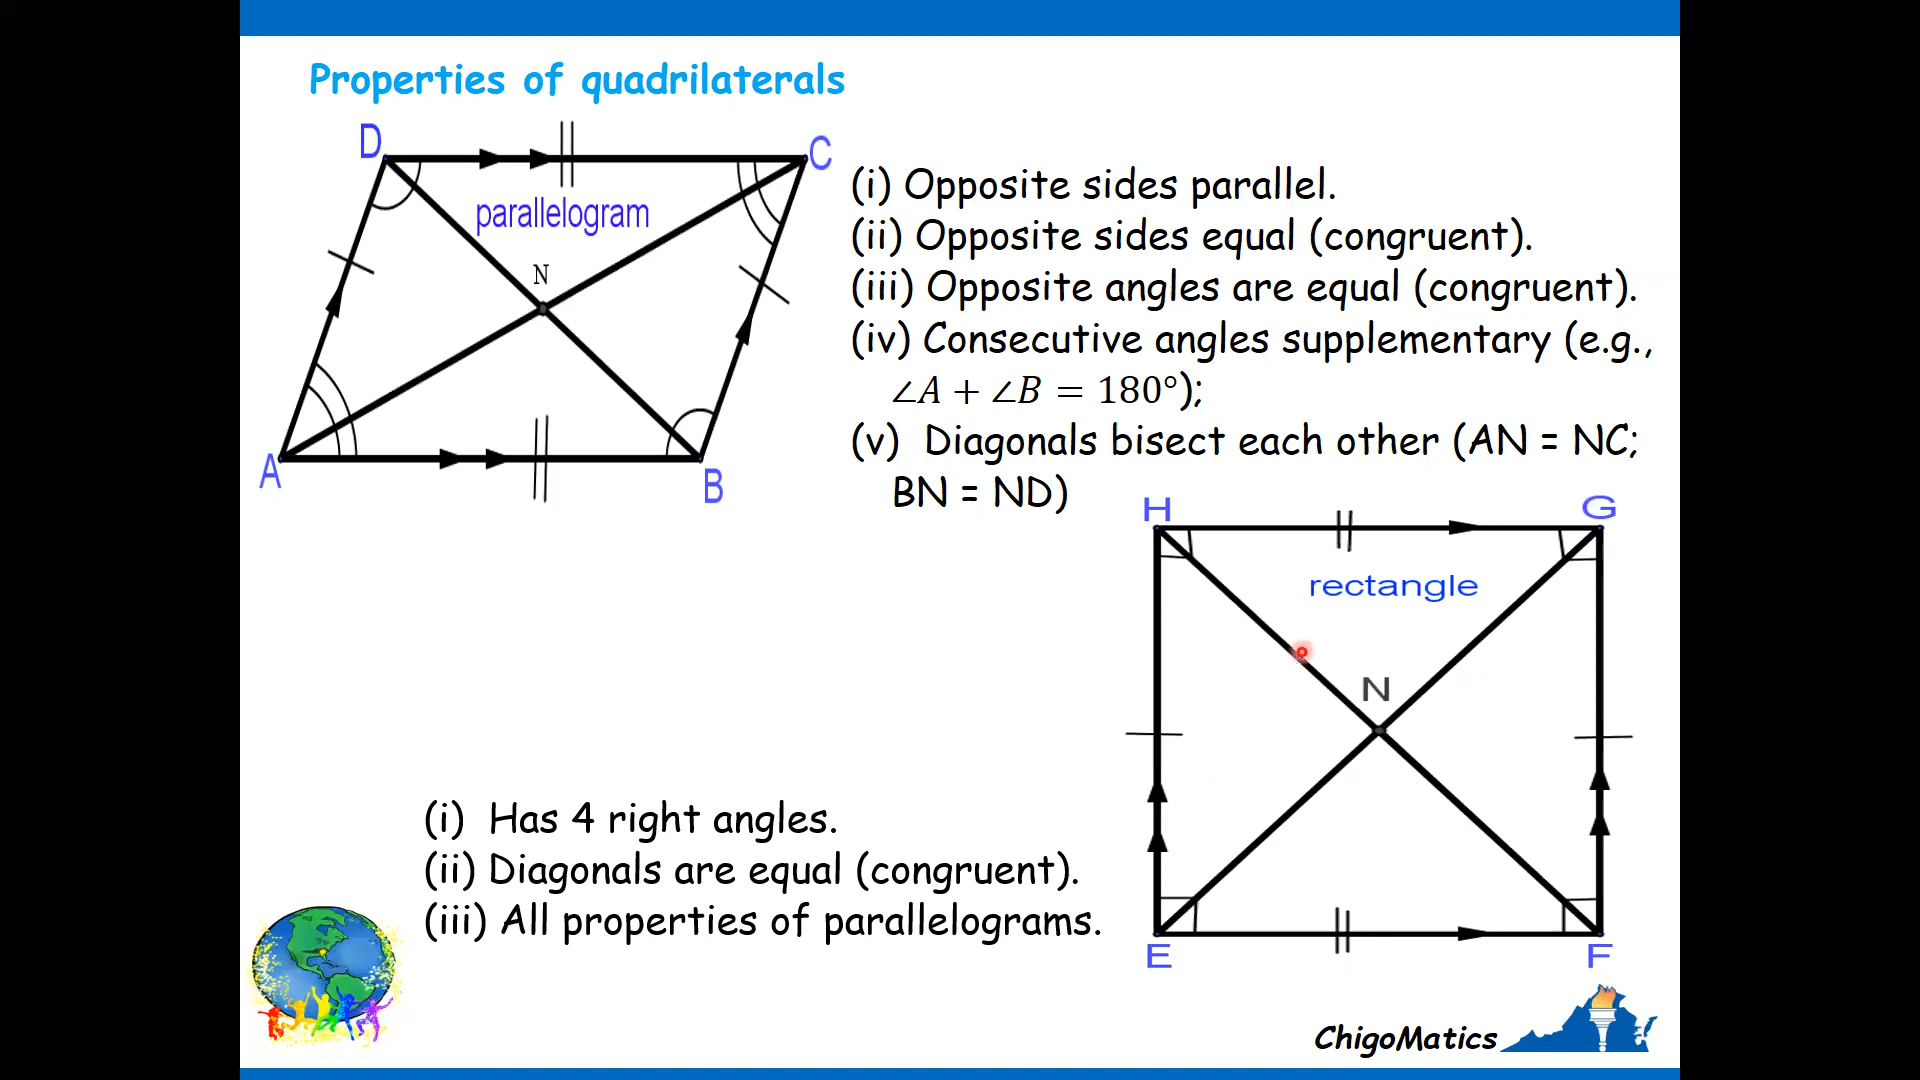 Properties of quadrilaterals
D
C
parallelogram
N
A
B
(i) Opposite sides parallel.
(ii) Opposite sides equal (congruent).
(iii) Opposite angles are equal (congruent).
(iv) Consecutive angles supplementary (e.g.,
∠A + ∠B = 180°);
(v) Diagonals bisect each other (AN = NC;
BN = ND)
H
G
rectangle
N
E
F
(i) Has 4 right angles.
(ii) Diagonals are equal (congruent).
(iii) All properties of parallelograms.
ChigoMatics